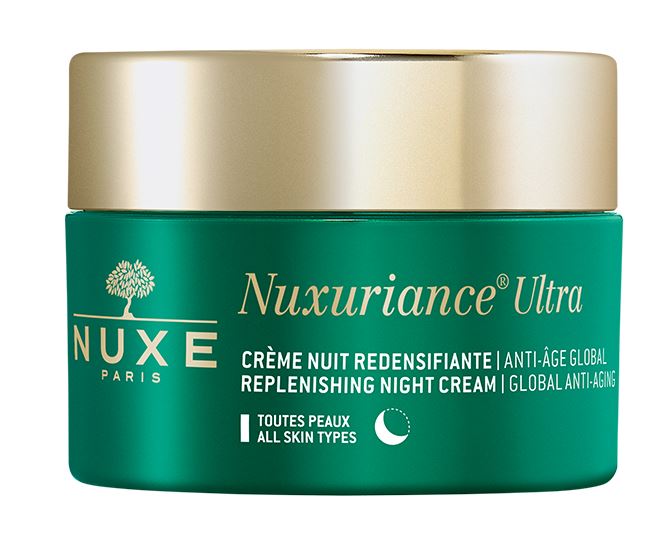 Nuxuriance® Ultra
NUXE
PARIS
CRÈME NUIT REDENSIFIANTE | ANTI-ÂGE GLOBAL
REPLENISHING NIGHT CREAM | GLOBAL ANTI-AGING
TOUTES PEAUX
ALL SKIN TYPES